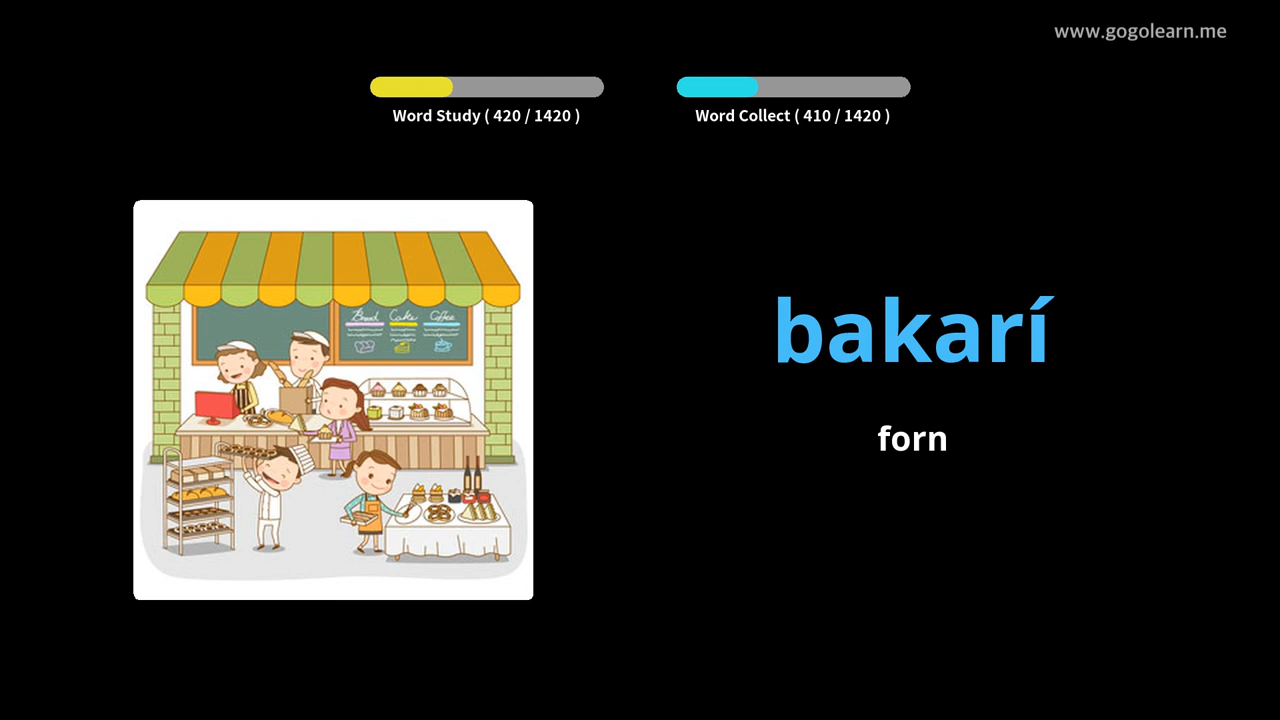 www.gogolearn.me
Word Study ( 420 / 1420 )
Word Collect ( 410 / 1420 )
Bread Cake Coffee
bakarí
forn